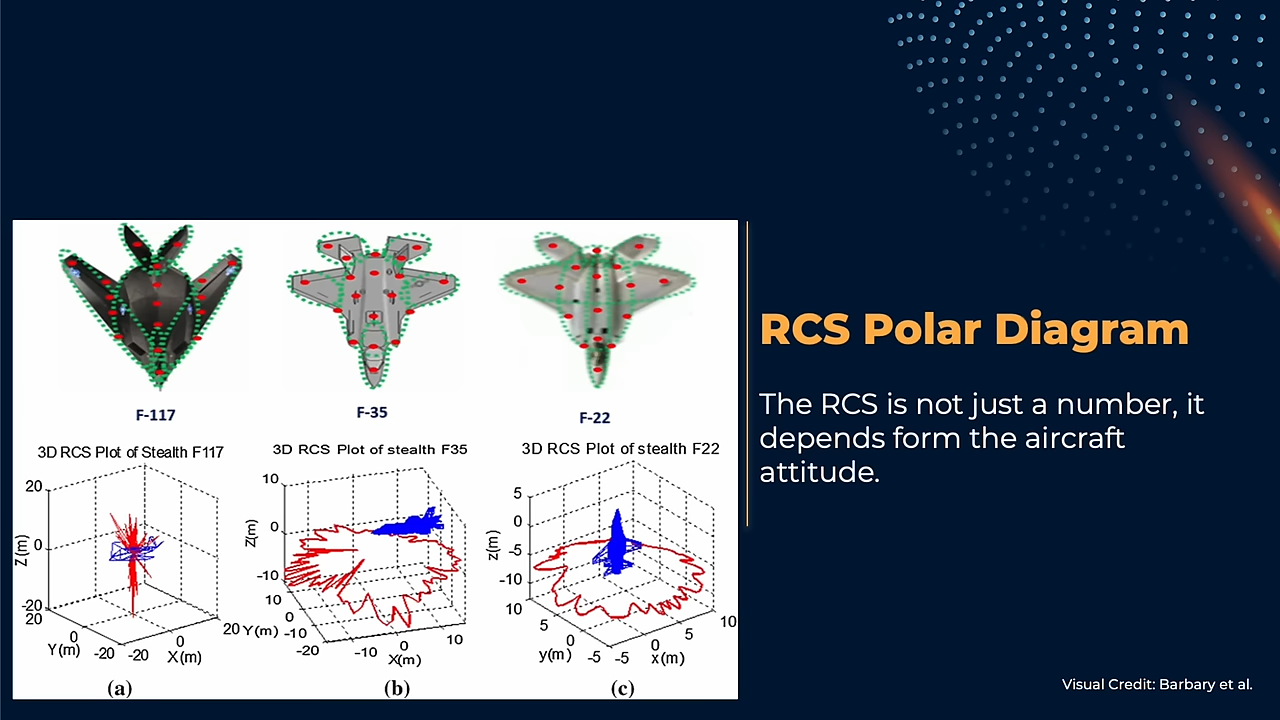 F-117
F-35
F-22
3D RCS Plot of Stealth F117
20
0
-20
Z(m)
20
0
-20
Y(m)
-20
0
20
X(m)
(a)
3D RCS Plot of stealth F35
10
0
-10
Z(m)
10
0
-10
-20
Y(m)
-10
0
10
X(m)
(b)
3D RCS Plot of stealth F22
5
0
-5
-10
z(m)
10
5
0
-5
y(m)
-5
0
5
10
x(m)
(c)
RCS Polar Diagram
The RCS is not just a number, it
depends form the aircraft
attitude.
Visual Credit: Barbary et al.